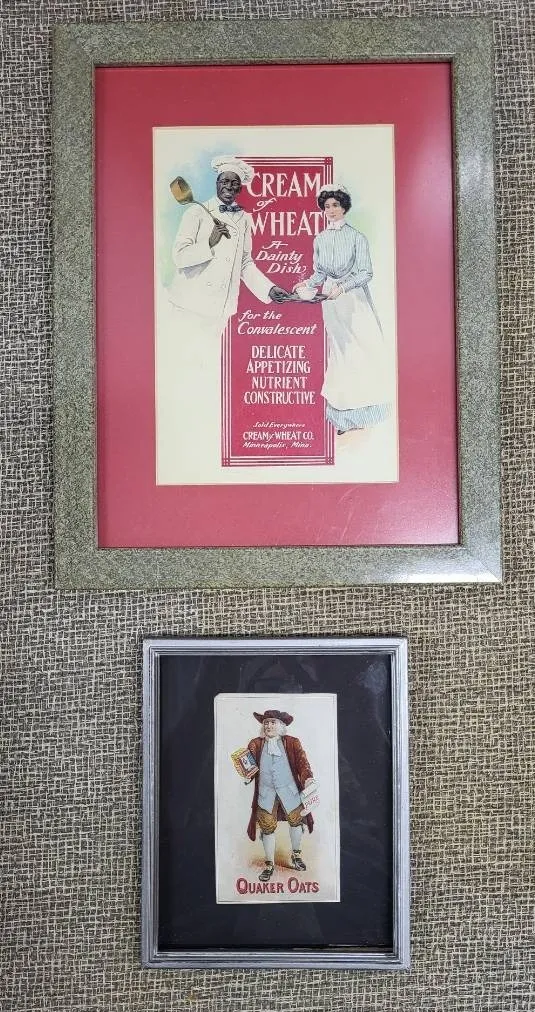 CREAM
of
WHEAT
A
Dainty
Dish
for the
Convalescent
DELICATE
APPETIZING
NUTRIENT
CONSTRUCTIVE
Sold Everywhere
CREAM of WHEAT CO.
Minneapolis, Minn.
PURE
QUAKER OATS